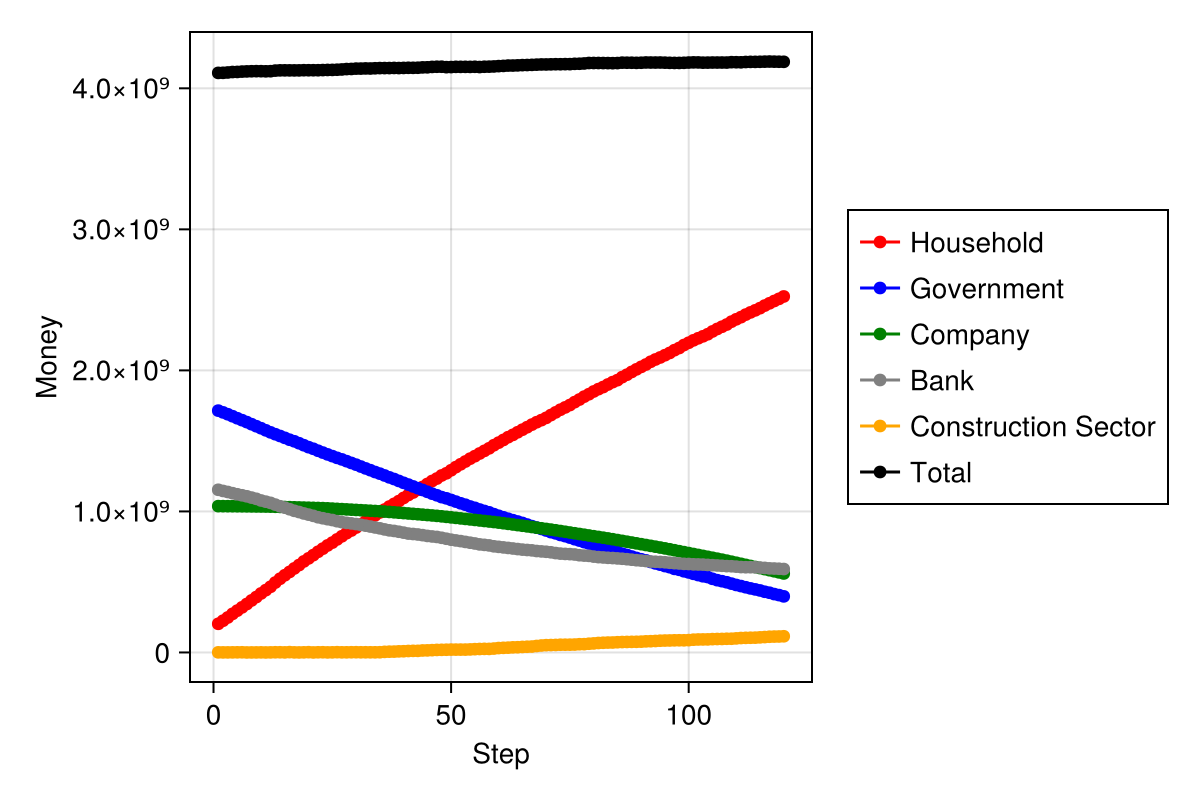 4.0×10⁹
3.0×10⁹
2.0×10⁹
1.0×10⁹
0
Money
0 50 100
Step
Household
Government
Company
Bank
Construction Sector
Total